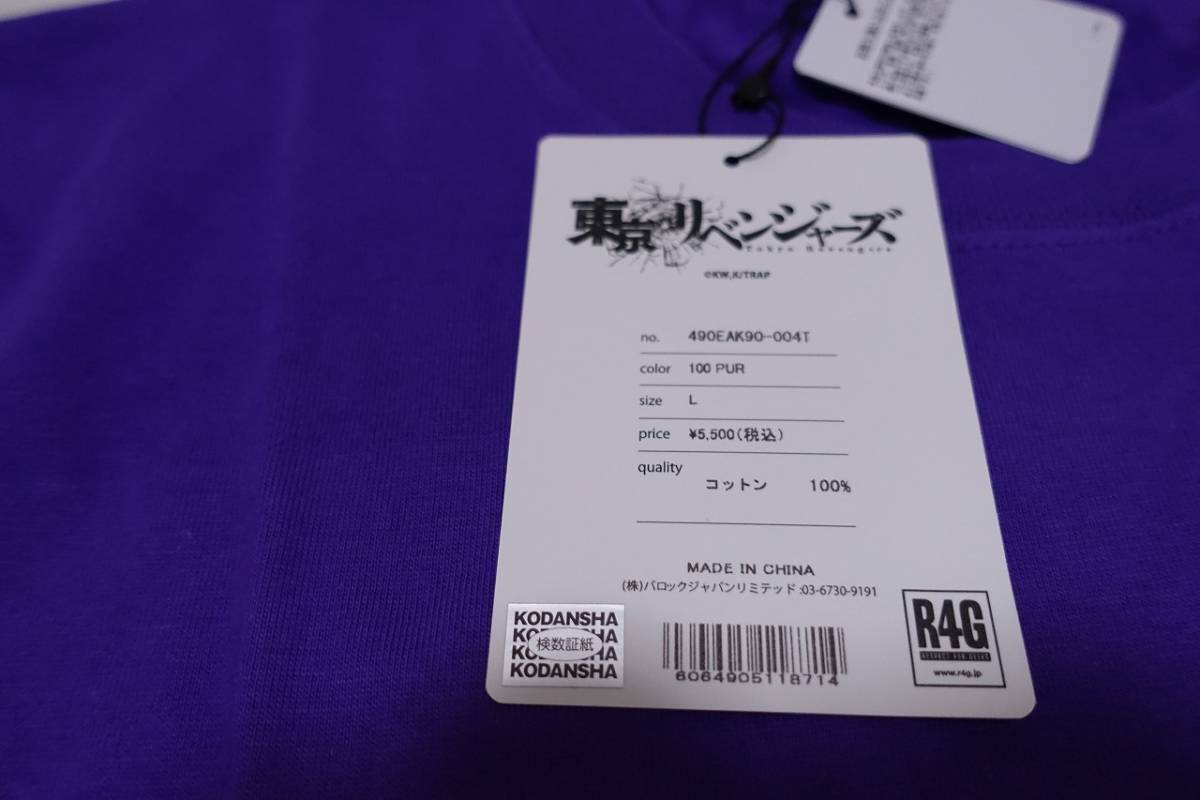 東京リベンジャーズ
Tokyo Revengers
©KW,K/TRAP
no. 490EAK90-004T
color 100 PUR
size L
price ¥5,500(税込)
quality
コットン 100%
MADE IN CHINA
(株)バロックジャパンリミテッド:03-6730-9191
KODANSHA
検数証紙
KODANSHA
6064905118714
R4G
RESPECT FOR GEEKS
www.r4g.jp